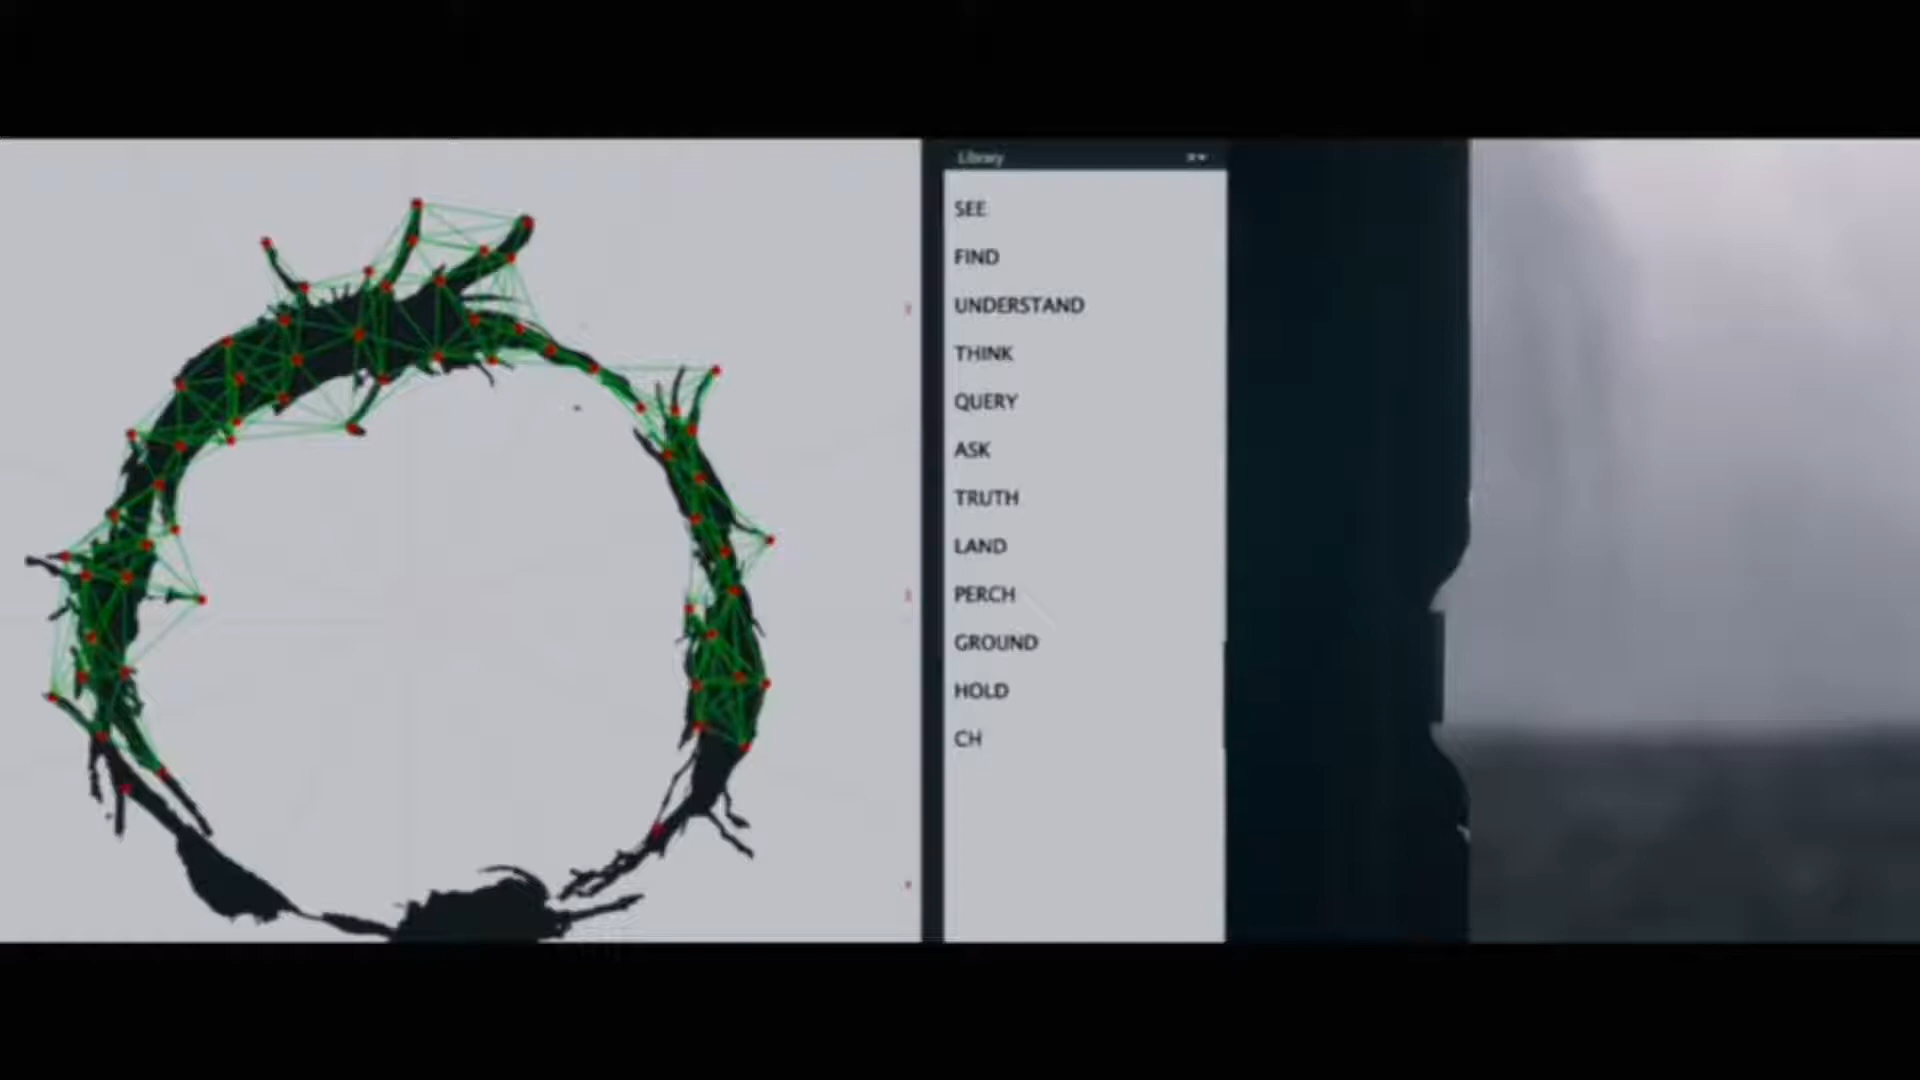 Library
SEE
FIND
UNDERSTAND
THINK
QUERY
ASK
TRUTH
LAND
PERCH
GROUND
HOLD
CH